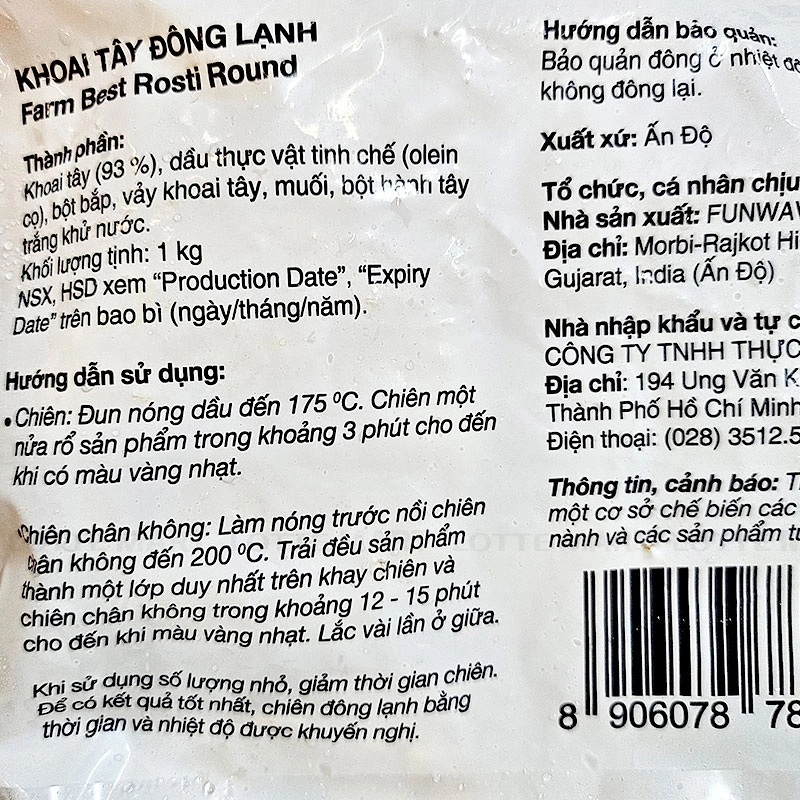 KHOAI TÂY ĐÔNG LẠNH
Farm Best Rosti Round
Thành phần:
Khoai tây (93 %), dầu thực vật tinh chế (olein
cọ), bột bắp, vảy khoai tây, muối, bột hành tây
trắng khử nước.
Khối lượng tịnh: 1 kg
NSX, HSD xem “Production Date”, “Expiry
Date” trên bao bì (ngày/tháng/năm).
Hướng dẫn sử dụng:
• Chiên: Đun nóng dầu đến 175 ⁰C. Chiên một
nửa rổ sản phẩm trong khoảng 3 phút cho đến
khi có màu vàng nhạt.
Chiên chân không: Làm nóng trước nồi chiên
chân không đến 200 ⁰C. Trải đều sản phẩm
thành một lớp duy nhất trên khay chiên và
chiên chân không trong khoảng 12 - 15 phút
cho đến khi màu vàng nhạt. Lắc vài lần ở giữa.
Khi sử dụng số lượng nhỏ, giảm thời gian chiên.
Để có kết quả tốt nhất, chiên đông lạnh bằng
thời gian và nhiệt độ được khuyến nghị.
Hướng dẫn bảo quản:
Bảo quản đông ở nhiệt
không đông lại.
Xuất xứ: Ấn Độ
Tổ chức, cá nhân chịu
Nhà sản xuất: FUNWAV
Địa chỉ: Morbi-Rajkot Hi
Gujarat, India (Ấn Độ)
Nhà nhập khẩu và tự c
CÔNG TY TNHH THỰC
Địa chỉ: 194 Ung Văn K
Thành Phố Hồ Chí Minh
Điện thoại: (028) 3512.5
Thông tin, cảnh báo:
một cơ sở chế biến các
nành và các sản phẩm từ
8 906078 78